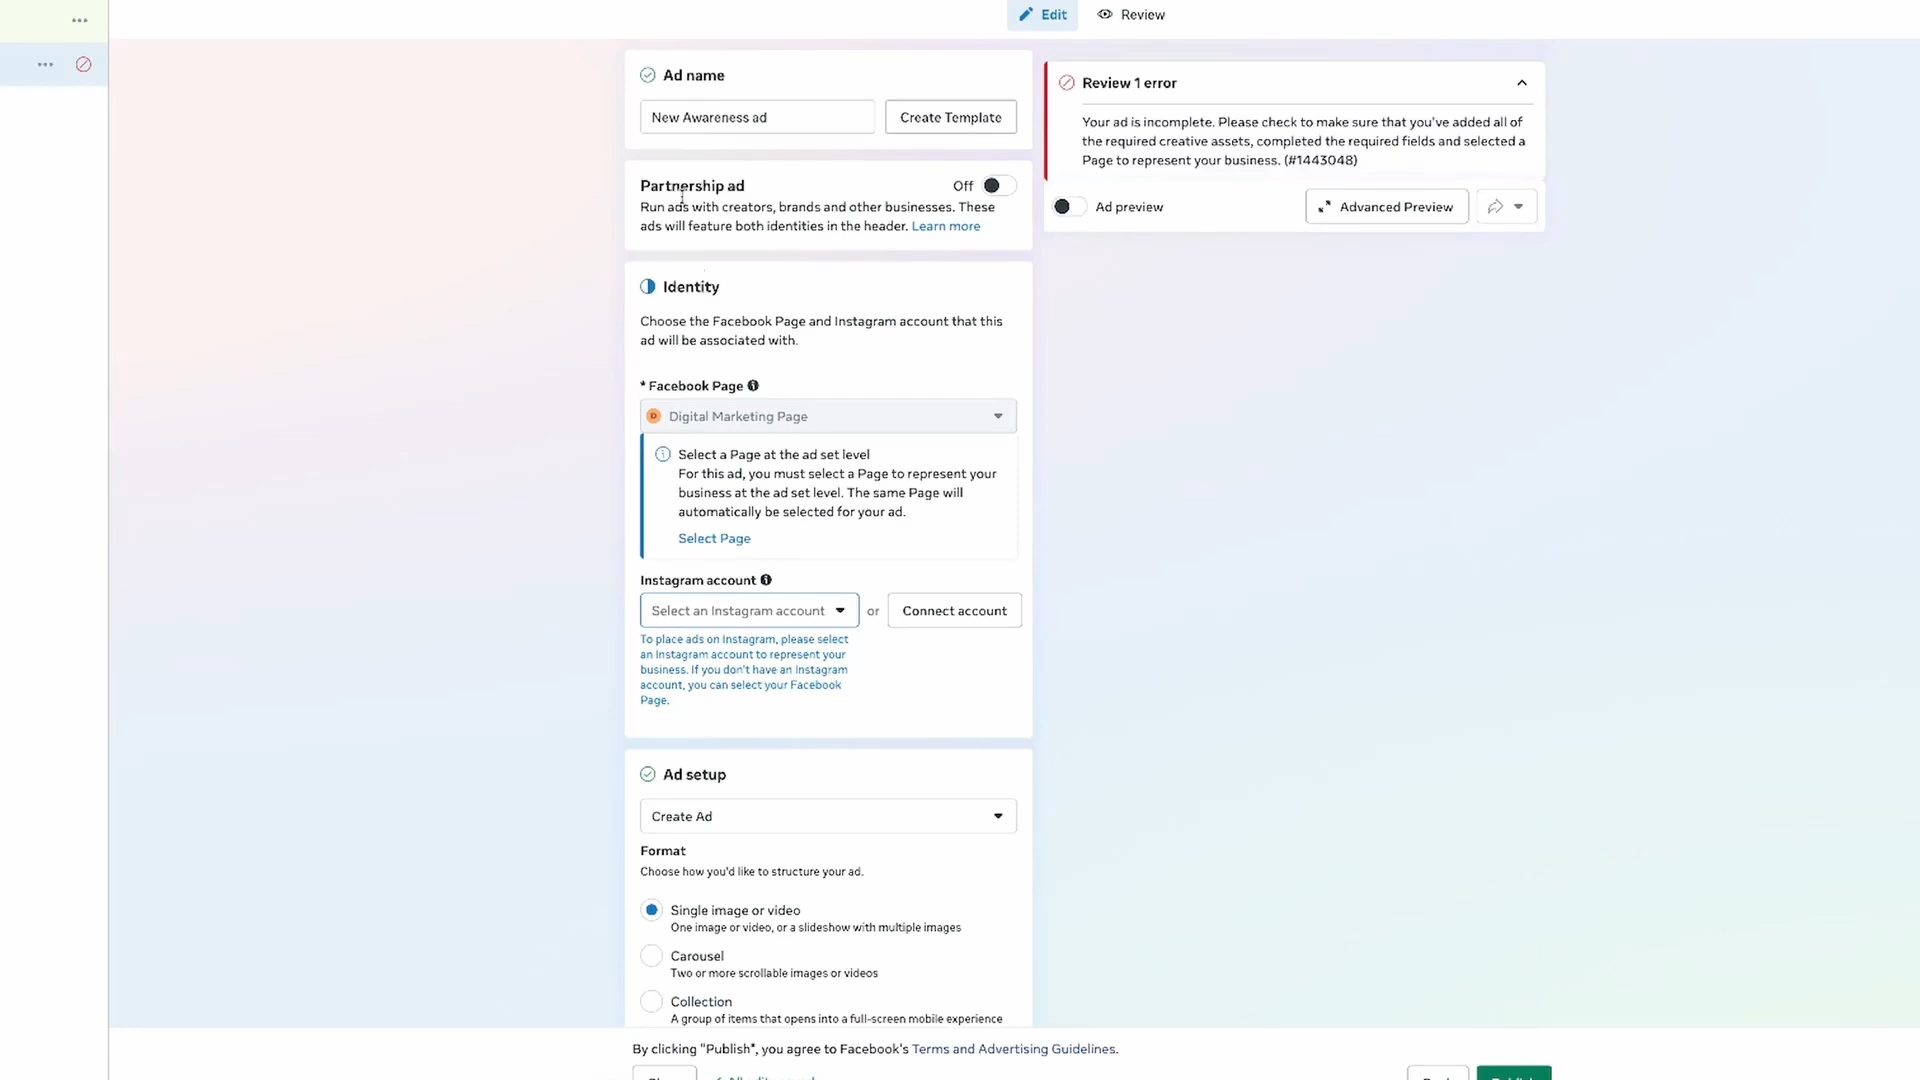 Edit
Review
Ad name
New Awareness ad
Create Template
Partnership ad
Off
Run ads with creators, brands and other businesses. These
ads will feature both identities in the header. Learn more
Identity
Choose the Facebook Page and Instagram account that this
ad will be associated with.
* Facebook Page
D Digital Marketing Page
Select a Page at the ad set level
For this ad, you must select a Page to represent your
business at the ad set level. The same Page will
automatically be selected for your ad.
Select Page
Instagram account
Select an Instagram account
or
Connect account
To place ads on Instagram, please select
an Instagram account to represent your
business. If you don't have an Instagram
account, you can select your Facebook
Page.
Ad setup
Create Ad
Format
Choose how you'd like to structure your ad.
Single image or video
One image or video, or a slideshow with multiple images
Carousel
Two or more scrollable images or videos
Collection
A group of items that opens into a full-screen mobile experience
By clicking "Publish", you agree to Facebook's Terms and Advertising Guidelines.
Review 1 error
Your ad is incomplete. Please check to make sure that you've added all of
the required creative assets, completed the required fields and selected a
Page to represent your business. (#1443048)
Ad preview
Advanced Preview